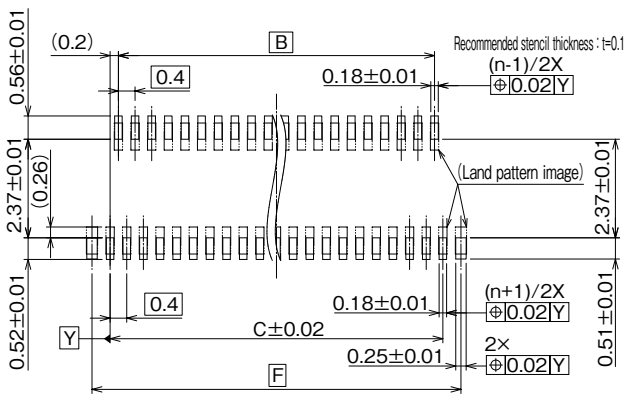 (0.2)
B
Recommended stencil thickness : t=0.1
0.56±0.01
0.4
0.18±0.01
(n-1)/2X
⌖ 0.02 Y
2.37±0.01
(0.26)
(Land pattern image)
2.37±0.01
0.52±0.01
0.4
0.18±0.01
(n+1)/2X
⌖ 0.02 Y
0.51±0.01
Y
C±0.02
0.25±0.01
2×
⌖ 0.02 Y
F